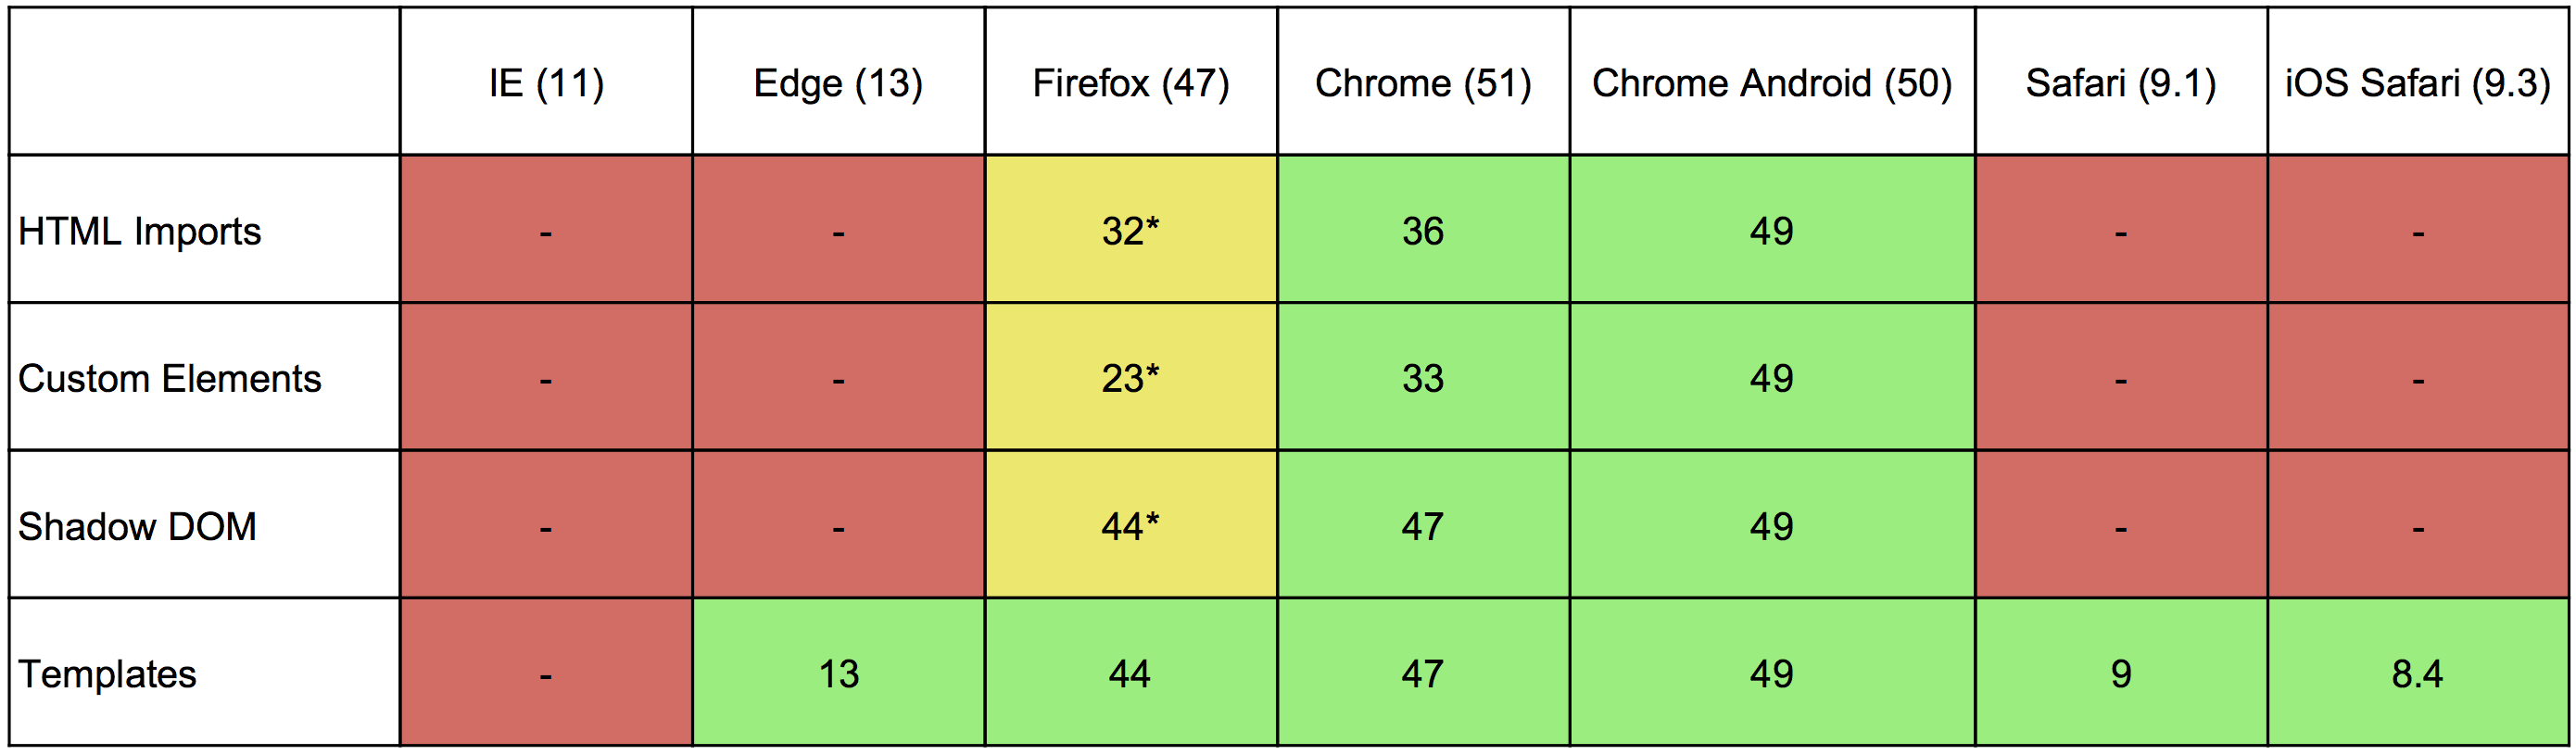 IE (11) Edge (13) Firefox (47) Chrome (51) Chrome Android (50) Safari (9.1) iOS Safari (9.3)
HTML Imports - - 32* 36 49 - -
Custom Elements - - 23* 33 49 - -
Shadow DOM - - 44* 47 49 - -
Templates - 13 44 47 49 9 8.4